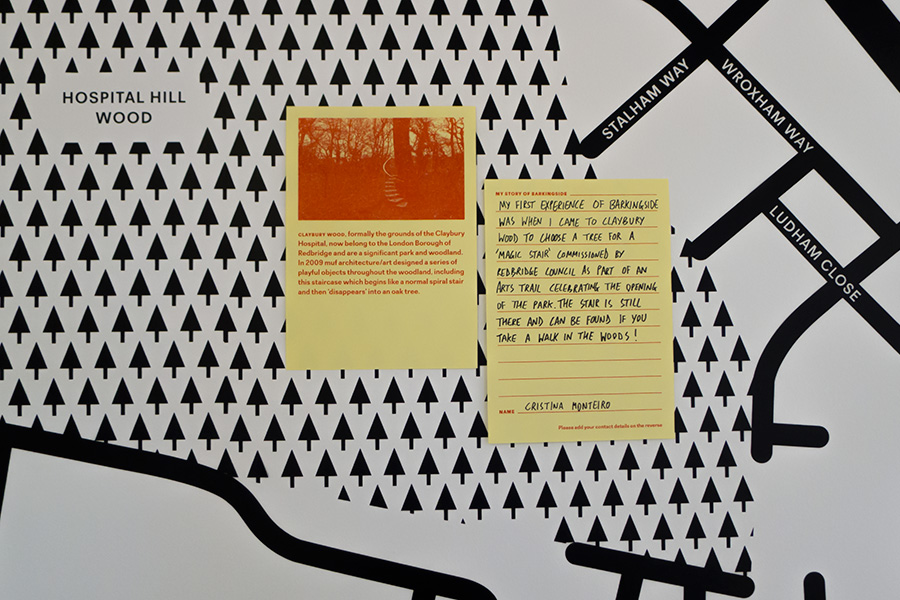 HOSPITAL HILL
WOOD
STALHAM WAY
WROXHAM WAY
LUDHAM CLOSE
CLAYBURY WOOD, formally the grounds of the Claybury
Hospital, now belong to the London Borough of
Redbridge and are a significant park and woodland.
In 2009 muf architecture/art designed a series of
playful objects throughout the woodland, including
this staircase which begins like a normal spiral stair
and then 'disappears' into an oak tree.
MY STORY OF BARKINGSIDE
MY FIRST EXPERIENCE OF BARKINGSIDE
WAS WHEN I CAME TO CLAYBURY
WOOD TO CHOOSE A TREE FOR A
'MAGIC STAIR' COMMISSIONED BY
REDBRIDGE COUNCIL AS PART OF AN
ARTS TRAIL CELEBRATING THE OPENING
OF THE PARK. THE STAIR IS STILL
THERE AND CAN BE FOUND IF YOU
TAKE A WALK IN THE WOODS!
NAME CRISTINA MONTEIRO
Please add your contact details on the reverse